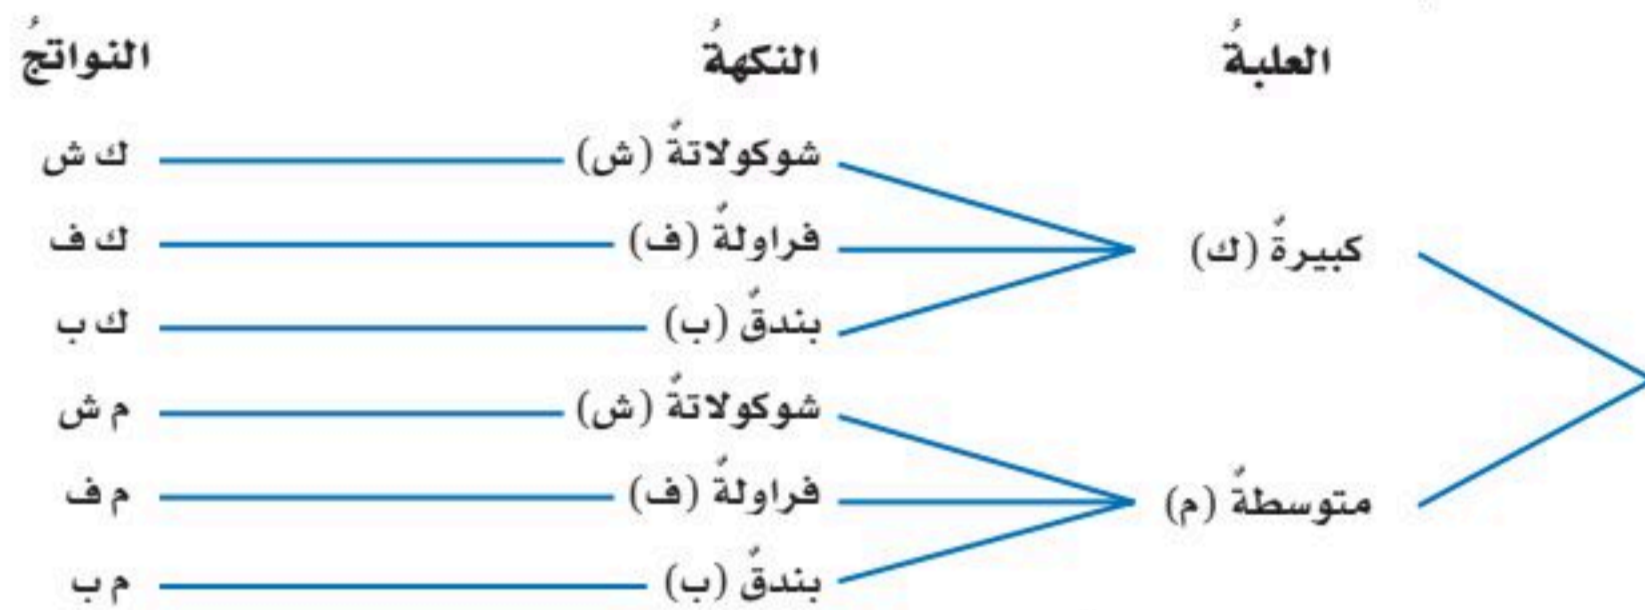 العلبةُ النكهةُ النواتجُ
شوكولاتةٌ (ش) ك ش
كبيرةٌ (ك) فراولةٌ (ف) ك ف
بندقٌ (ب) ك ب
شوكولاتةٌ (ش) م ش
متوسطةٌ (م) فراولةٌ (ف) م ف
بندقٌ (ب) م ب